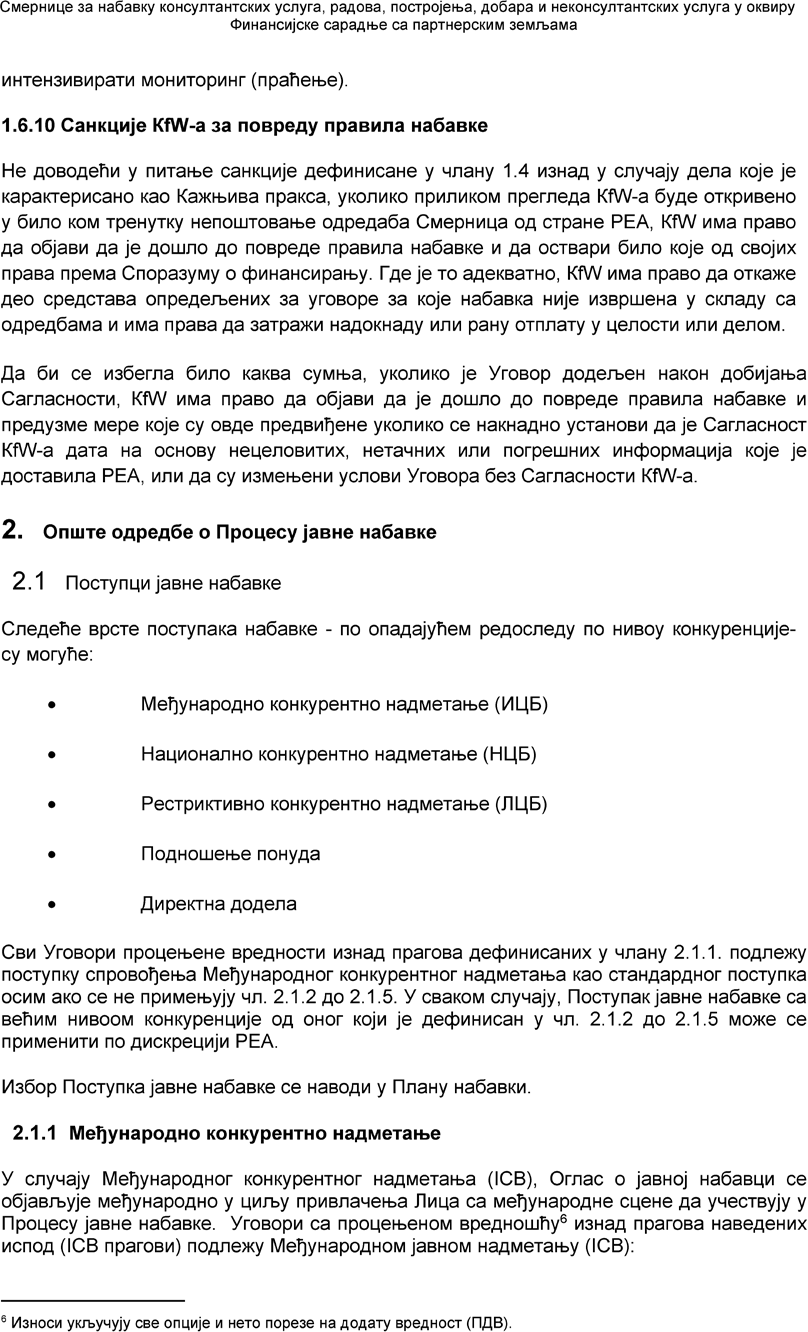 Смернице за набавку консултантских услуга, радова, постројења, добара и неконсултантских услуга у оквиру
Финансијске сарадње са партнерским земљама
интензивирати мониторинг (праћење).
1.6.10 Санкције KfW-а за повреду правила набавке
Не доводећи у питање санкције дефинисане у члану 1.4 изнад у случају дела које је
карактерисано као Кажњива пракса, уколико приликом прегледа KfW-а буде откривено
у било ком тренутку непоштовање одредаба Смерница од стране РЕА, KfW има право
да објави да је дошло до повреде правила набавке и да оствари било које од својих
права према Споразуму о финансирању. Где је то адекватно, KfW има право да откаже
део средстава опредељених за уговоре за које набавка није извршена у складу са
одредбама и има права да затражи надокнаду или рану отплату у целости или делом.
Да би се избегла било каква сумња, уколико је Уговор додељен након добијања
Сагласности, KfW има право да објави да је дошло до повреде правила набавке и
предузме мере које су овде предвиђене уколико се накнадно установи да је Сагласност
KfW-а дата на основу нецеловитих, нетачних или погрешних информација које је
доставила РЕА, или да су измењени услови Уговора без Сагласности KfW-а.
2. Опште одредбе о Процесу јавне набавке
2.1 Поступци јавне набавке
Следеће врсте поступака набавке - по опадајућем редоследу по нивоу конкуренције-
су могуће:
• Међународно конкурентно надметање (ИЦБ)
• Национално конкурентно надметање (НЦБ)
• Рестриктивно конкурентно надметање (ЛЦБ)
• Подношење понуда
• Директна додела
Сви Уговори процењене вредности изнад прагова дефинисаних у члану 2.1.1. подлежу
поступку спровођења Међународног конкурентног надметања као стандардног поступка
осим ако се не примењују чл. 2.1.2 до 2.1.5. У сваком случају, Поступак јавне набавке са
већим нивоом конкуренције од оног који је дефинисан у чл. 2.1.2 до 2.1.5 може се
применити по дискрецији РЕА.
Избор Поступка јавне набавке се наводи у Плану набавки.
2.1.1 Међународно конкурентно надметање
У случају Међународног конкурентног надметања (ICB), Оглас о јавној набавци се
објављује међународно у циљу привлачења Лица са међународне сцене да учествују у
Процесу јавне набавке. Уговори са процењеном вредношћу⁶ изнад прагова наведених
испод (ICB прагови) подлежу Међународном јавном надметању (ICB):
⁶ Износи укључују све опције и нето порезе на додату вредност (ПДВ).